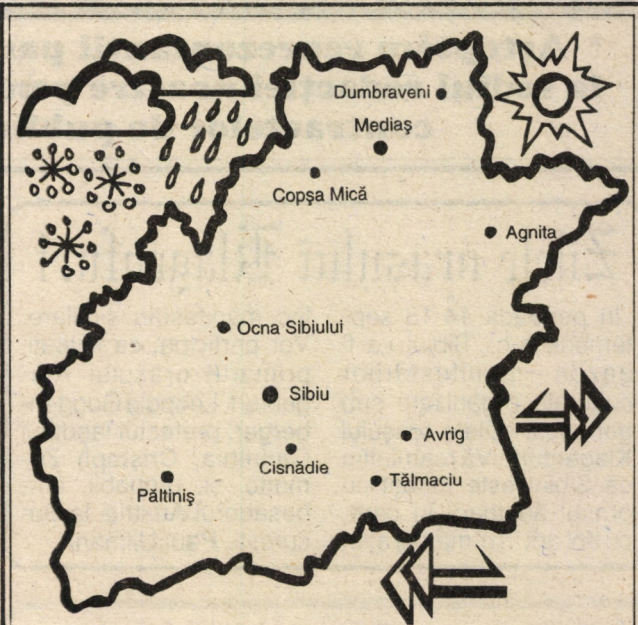 Dumbraveni
Mediaş
Copşa Mică
Agnita
Ocna Sibiului
Sibiu
Avrig
Cisnădie
Păltiniş
Tălmaciu